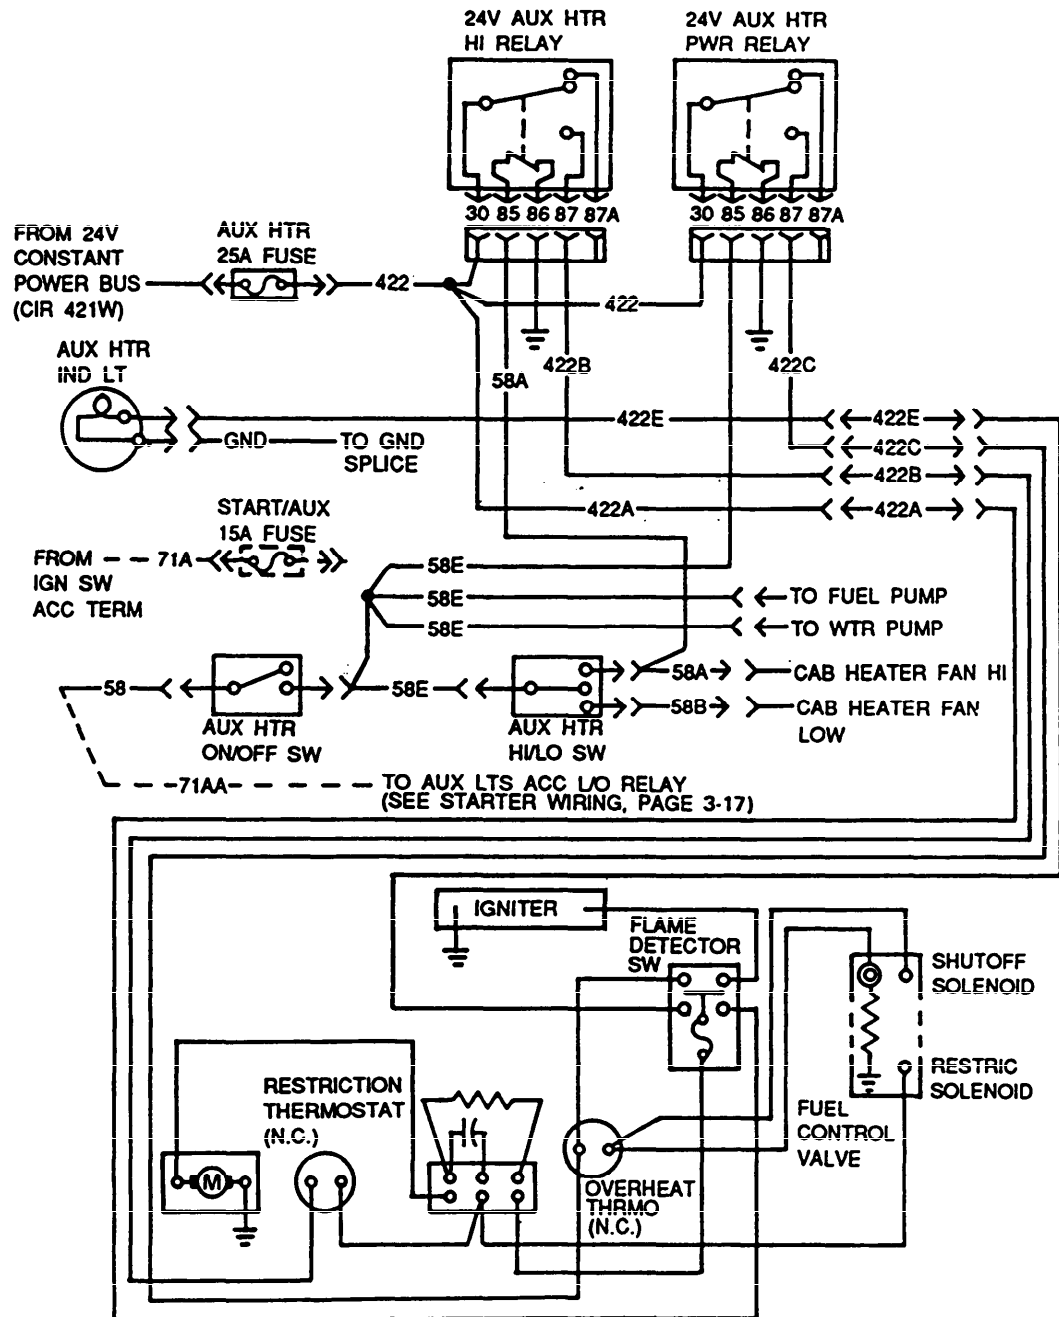 24V AUX HTR
HI RELAY
24V AUX HTR
PWR RELAY
30 85 86 87 87A
30 85 86 87 87A
FROM 24V
CONSTANT
POWER BUS
(CIR 421W)
AUX HTR
25A FUSE
422
422
AUX HTR
IND LT
58A
422B
422C
422E
422E
GND
TO GND
SPLICE
422C
422B
422A
422A
START/AUX
15A FUSE
FROM
IGN SW
ACC TERM
71A
58E
58E
TO FUEL PUMP
58E
TO WTR PUMP
58
AUX HTR
ON/OFF SW
58E
AUX HTR
HI/LO SW
58A
CAB HEATER FAN HI
58B
CAB HEATER FAN
LOW
71AA
TO AUX LTS ACC L/O RELAY
(SEE STARTER WIRING, PAGE 3-17)
IGNITER
FLAME
DETECTOR
SW
SHUTOFF
SOLENOID
RESTRIC
SOLENOID
FUEL
CONTROL
VALVE
RESTRICTION
THERMOSTAT
(N.C.)
M
OVERHEAT
THRMO
(N.C.)